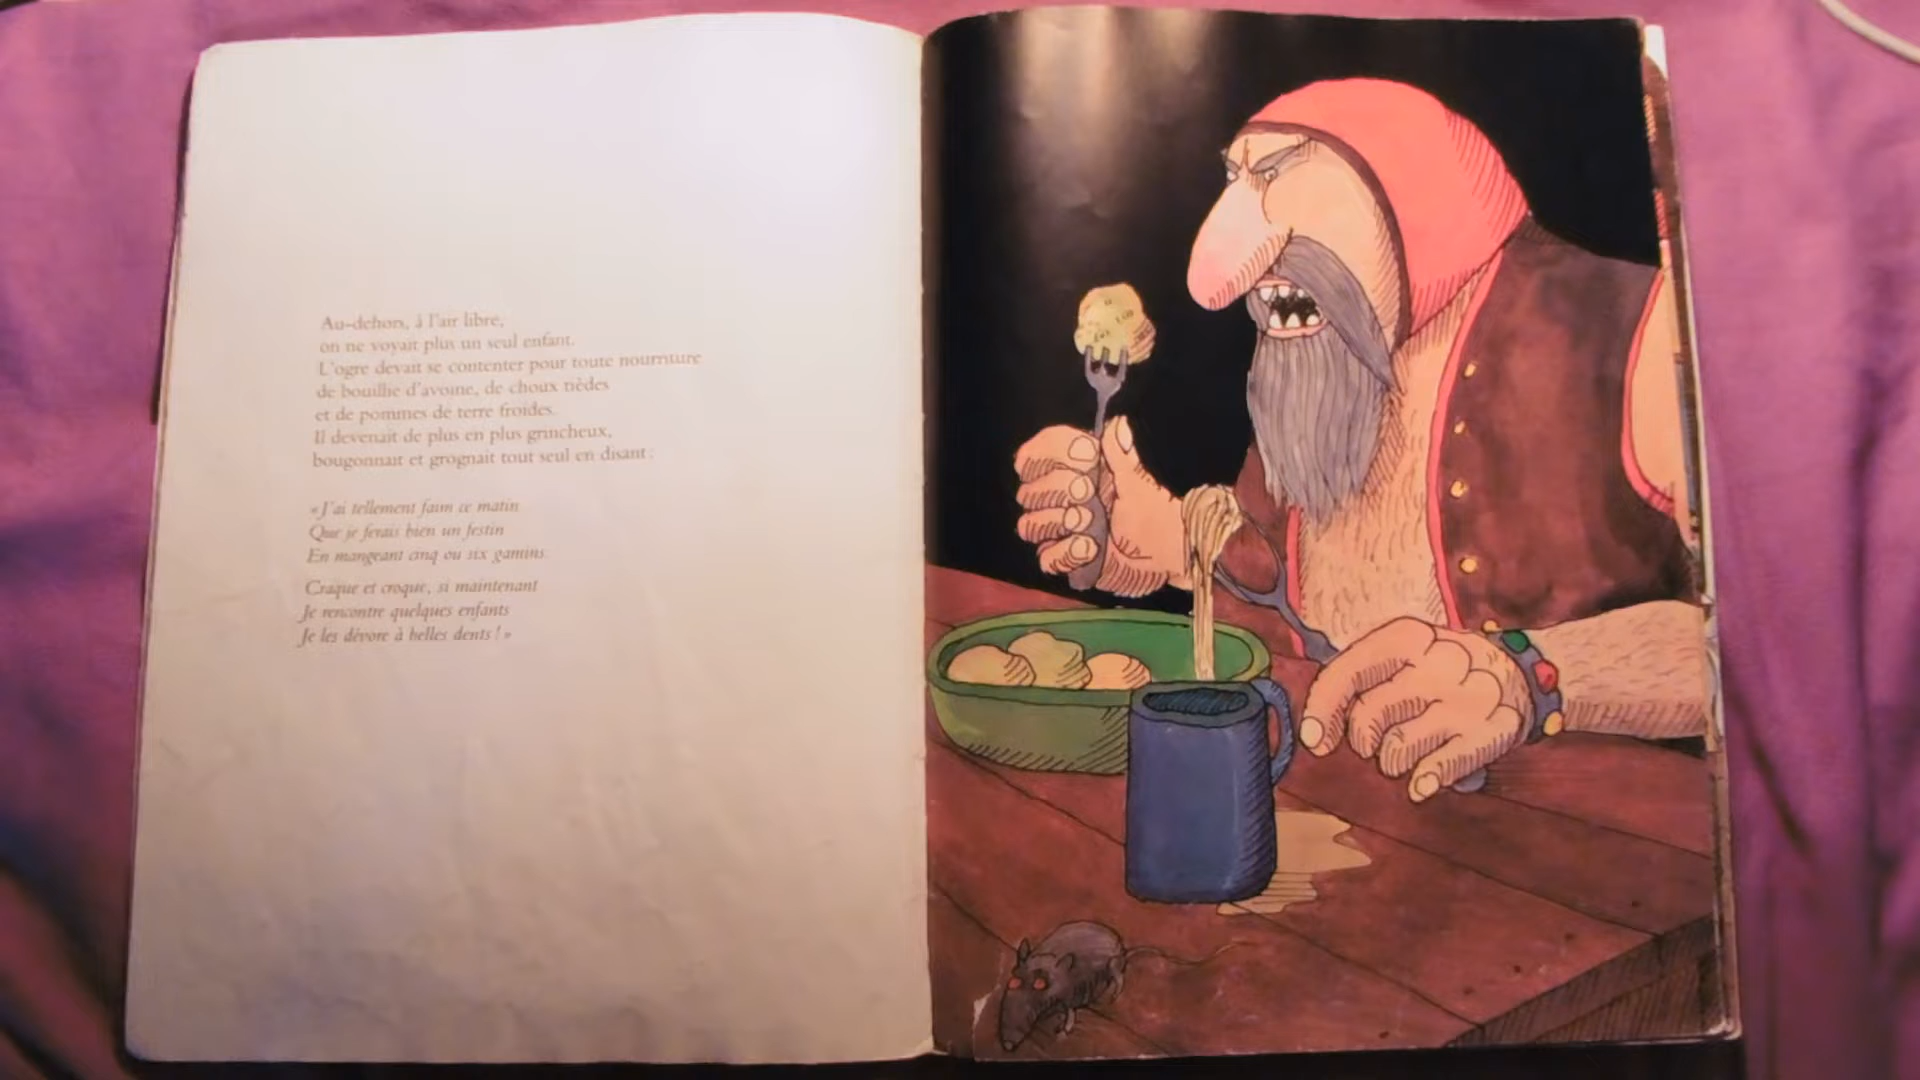 Au-dehors, à l'air libre,
on ne voyait plus un seul enfant.
L'ogre devait se contenter pour toute nourriture
de bouillie d'avoine, de choux tièdes
et de pommes de terre froides.
Il devenait de plus en plus grincheux,
bougonnait et grognait tout seul en disant :
« J'ai tellement faim ce matin
Que je ferais bien un festin
En mangeant cinq ou six gamins.
Craque et croque, si maintenant
Je rencontre quelques enfants
Je les dévore à belles dents ! »